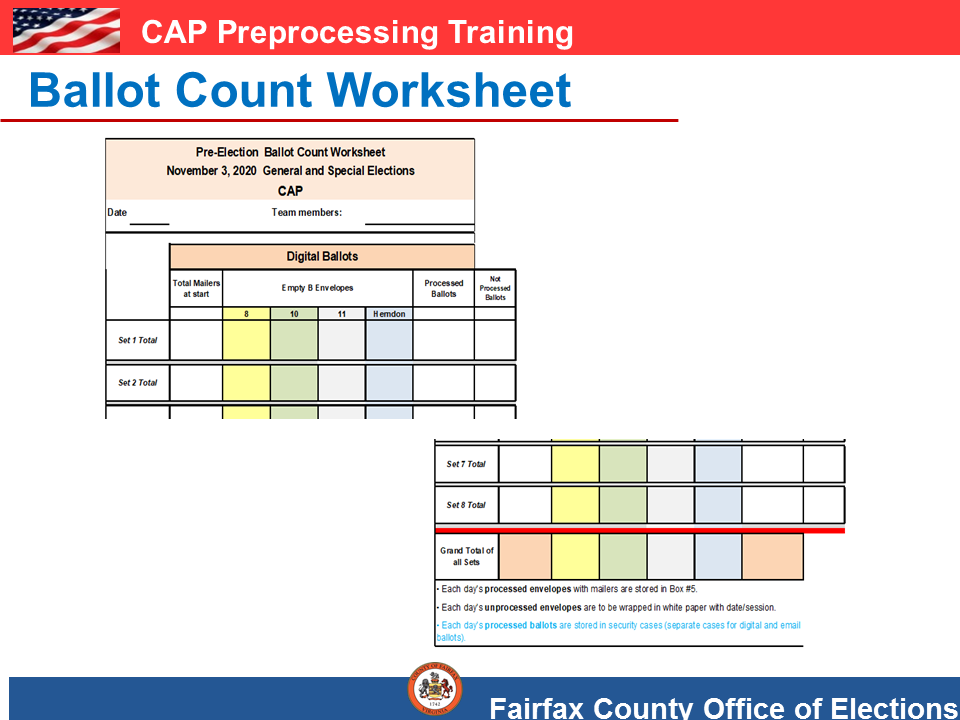 CAP Preprocessing Training
Ballot Count Worksheet
Pre-Election Ballot Count Worksheet
November 3, 2020 General and Special Elections
CAP
Date
Team members:
Digital Ballots
Total Mailers
at start
Empty B Envelopes
Processed
Ballots
Not
Processed
Ballots
8
10
11
Herndon
Set 1 Total
Set 2 Total
Set 7 Total
Set 8 Total
Grand Total of
all Sets
• Each day's processed envelopes with mailers are stored in Box #5.
• Each day's unprocessed envelopes are to be wrapped in white paper with date/session.
• Each day's processed ballots are stored in security cases (separate cases for digital and email
ballots).
COUNTY OF FAIRFAX
1742
VIRGINIA
Fairfax County Office of Elections